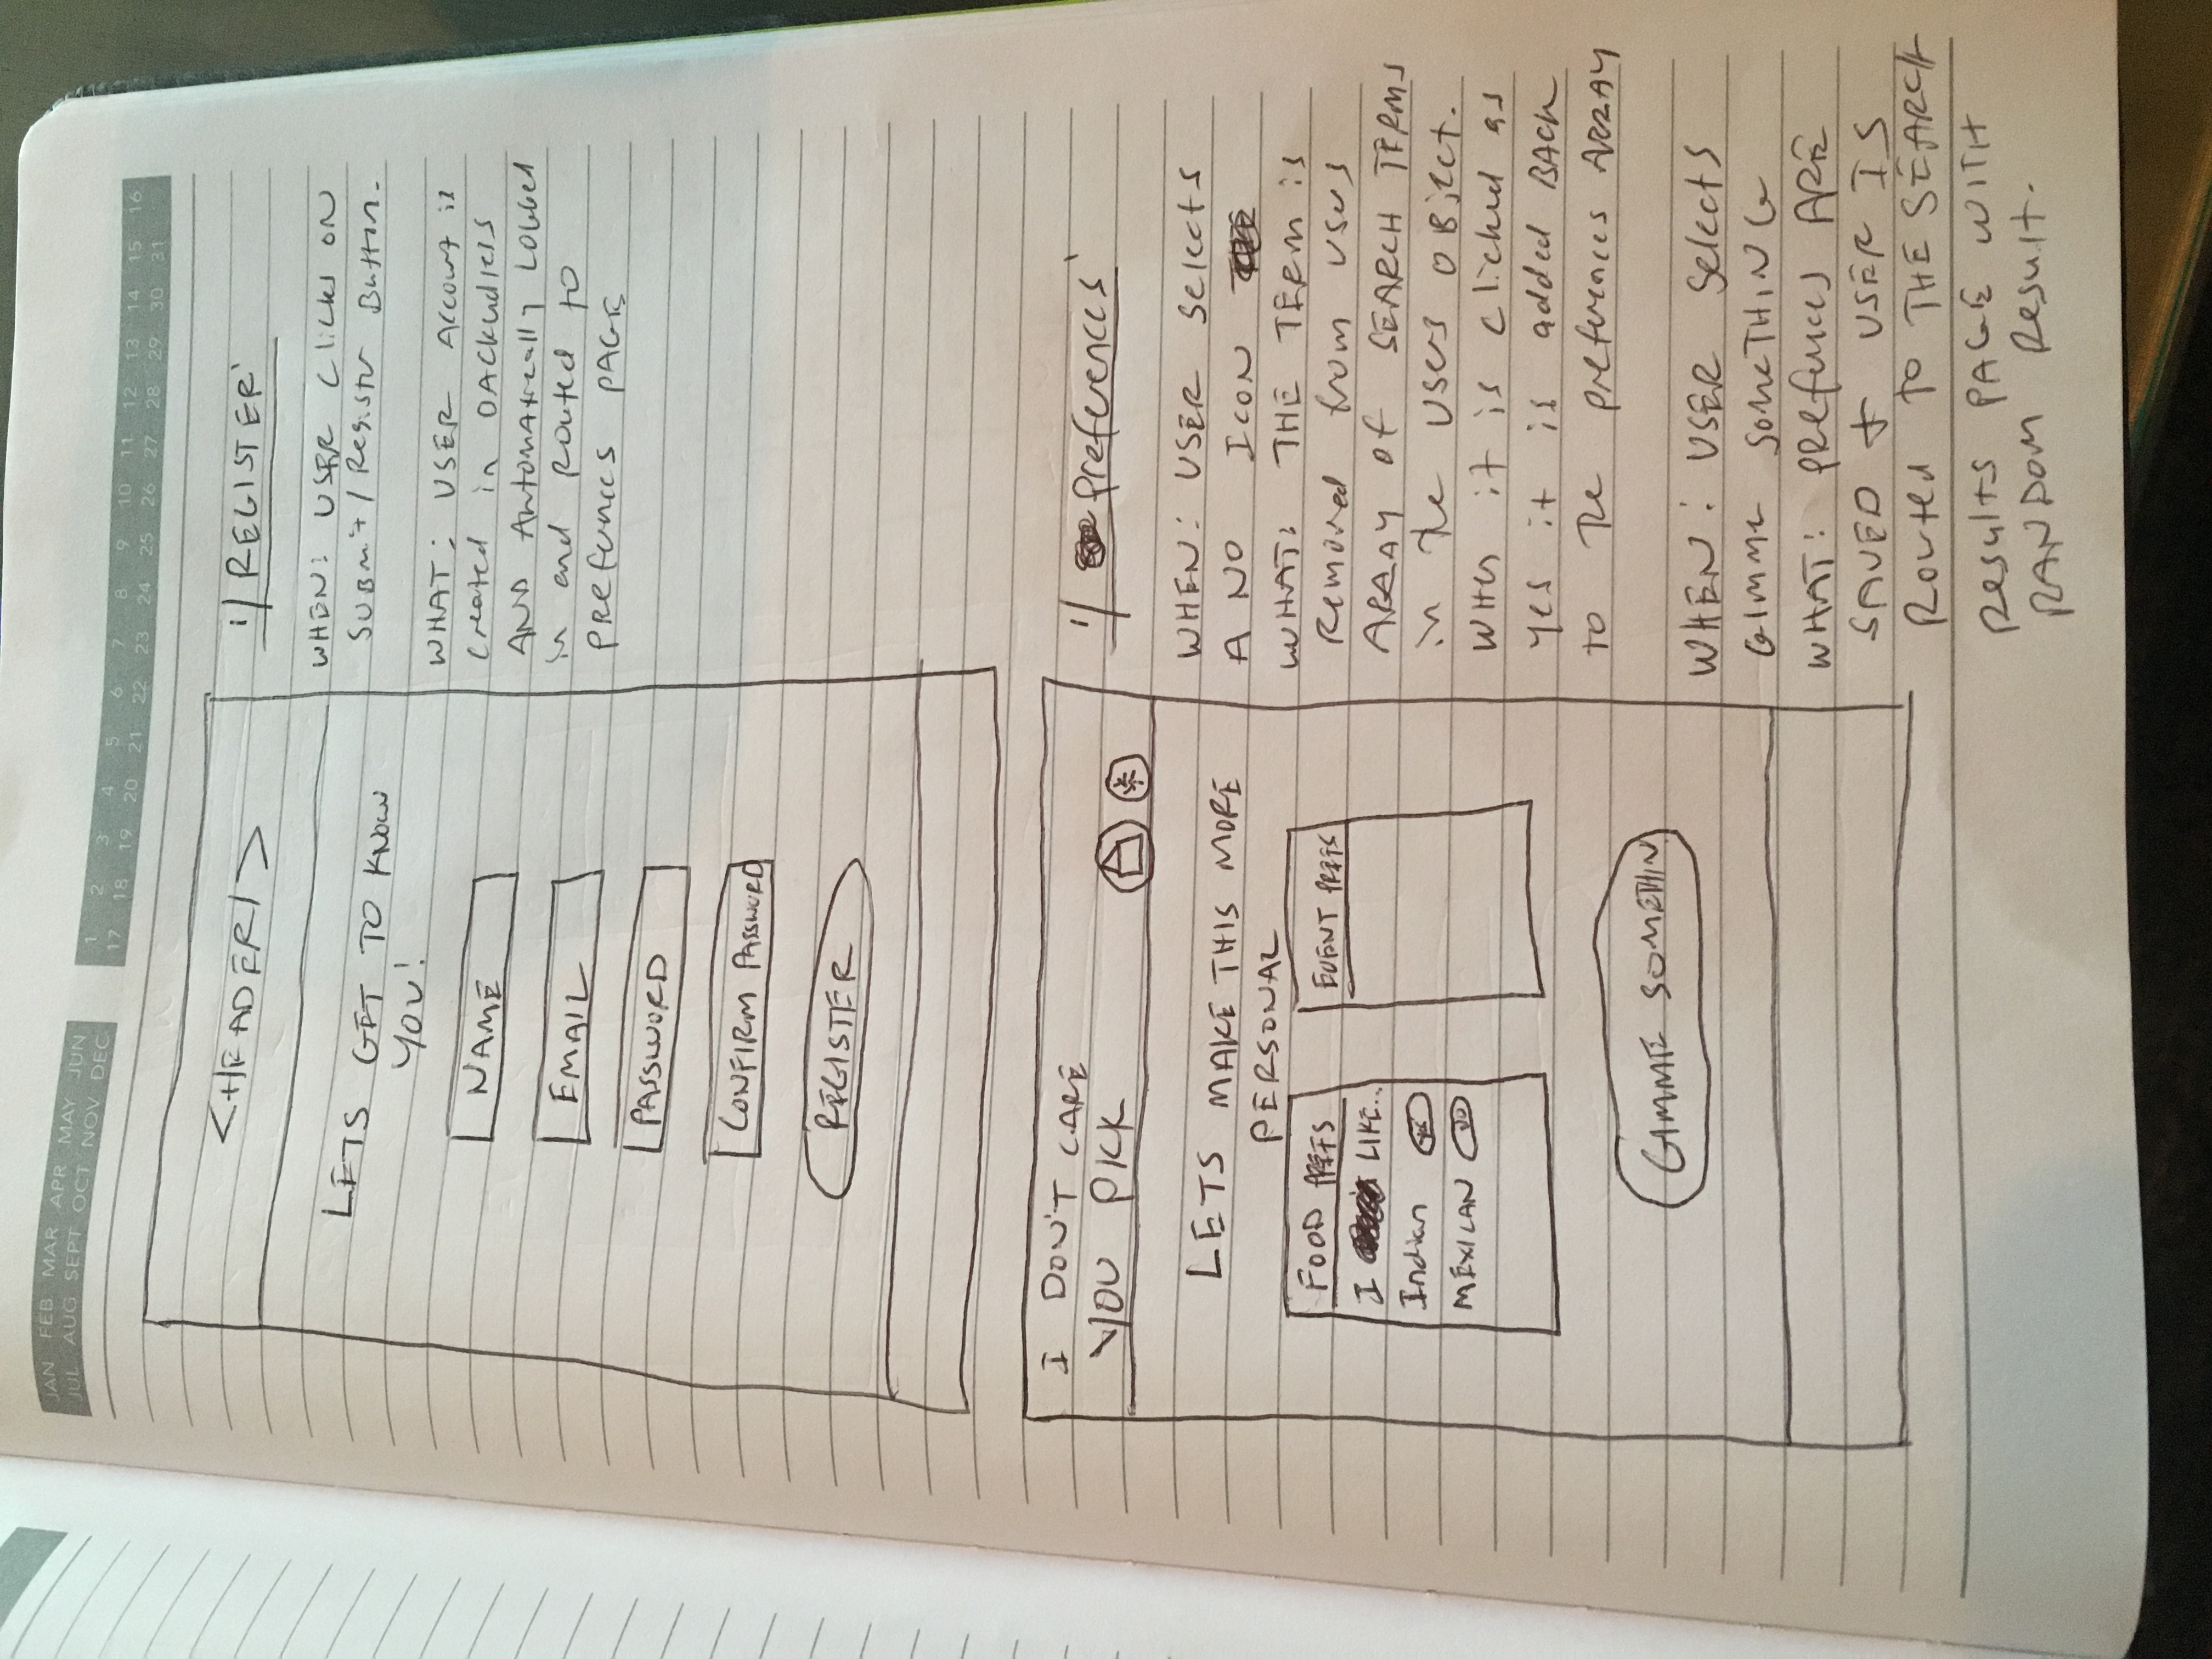 JAN FEB MAR APR MAY JUN
JUL AUG SEPT OCT NOV DEC
1 2 3 4 5 6 7 8 9 10 11 12 13 14 15 16
17 18 19 20 21 22 23 24 25 26 27 28 29 30 31
<HEADER/>
LETS GET TO KNOW
YOU!
NAME
EMAIL
PASSWORD
CONFIRM PASSWORD
REGISTER
'/REGISTER'
WHEN: USER Clicks ON
SUBmit/Register Button.
WHAT: USER Account is
Created in
AND Automatically Logged
in and Routed to
Preferences PAGE
I DON'T CARE
YOU PICK
LETS MAKE THIS MORE
PERSONAL
FOOD PREFS
I LIKE..
Indian YES
MEXICAN NO
EVENT PREFS
GIMME SOMETHIN
'/ preferences'
WHEN: USER selects
A NO ICON
WHAT: THE TERM is
Removed from users
ARRAY of SEARCH TERMS
in the users OBject.
When it is clicked as
yes it is added BACK
to the preferences ARRAY
WHEN: USER selects
GIMME SOMETHING
WHAT: Preferences ARE
SAVED + USER IS
Routed TO THE SEARCH
Results PAGE WITH
RANDOM Result.